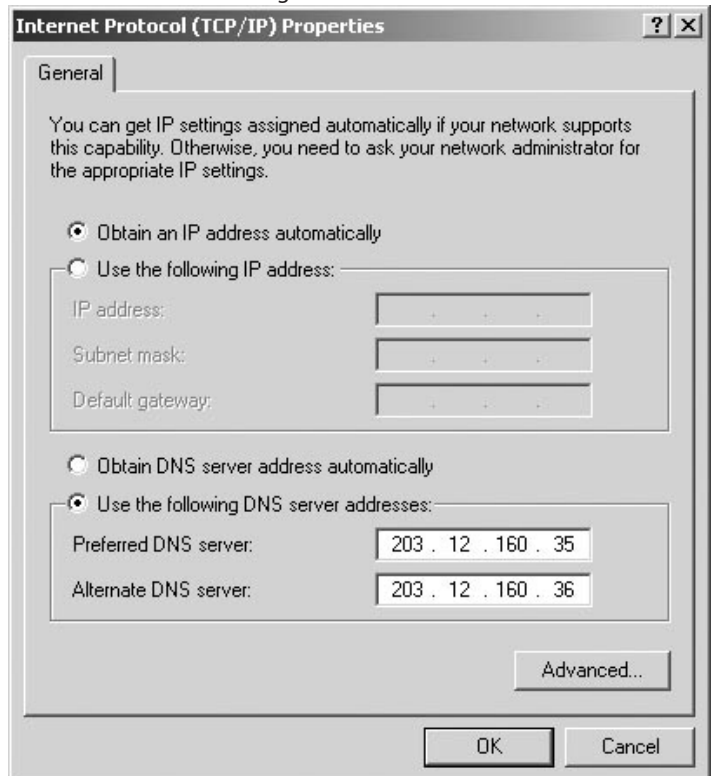 Internet Protocol (TCP/IP) Properties
General
You can get IP settings assigned automatically if your network supports
this capability. Otherwise, you need to ask your network administrator for
the appropriate IP settings.
Obtain an IP address automatically
Use the following IP address:
IP address:
Subnet mask:
Default gateway:
Obtain DNS server address automatically
Use the following DNS server addresses:
Preferred DNS server: 203 . 12 . 160 . 35
Alternate DNS server: 203 . 12 . 160 . 36
Advanced...
OK Cancel